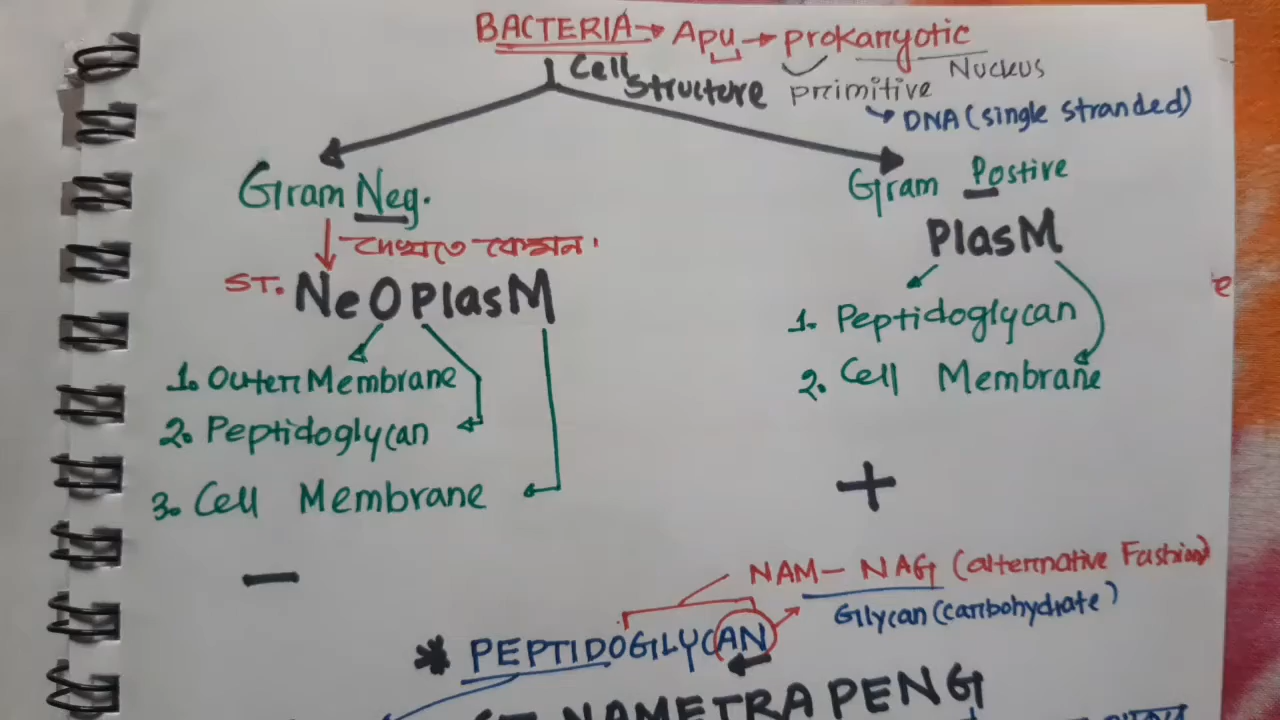 BACTERIA → Apu → prokaryotic
Cell Structure
primitive
Nucleus
DNA (single stranded)
Gram Neg.
দেখতে কেমন।
ST. NeOplasM
1. Outer Membrane
2. Peptidoglycan
3. Cell Membrane
−
Gram Postive
PlasM
1. Peptidoglycan
2. Cell Membrane
+
e
NAM - NAG (alternative Fashion)
Glycan (carbohydrate)
* PEPTIDOGLYCAN
NAMETRA PENG